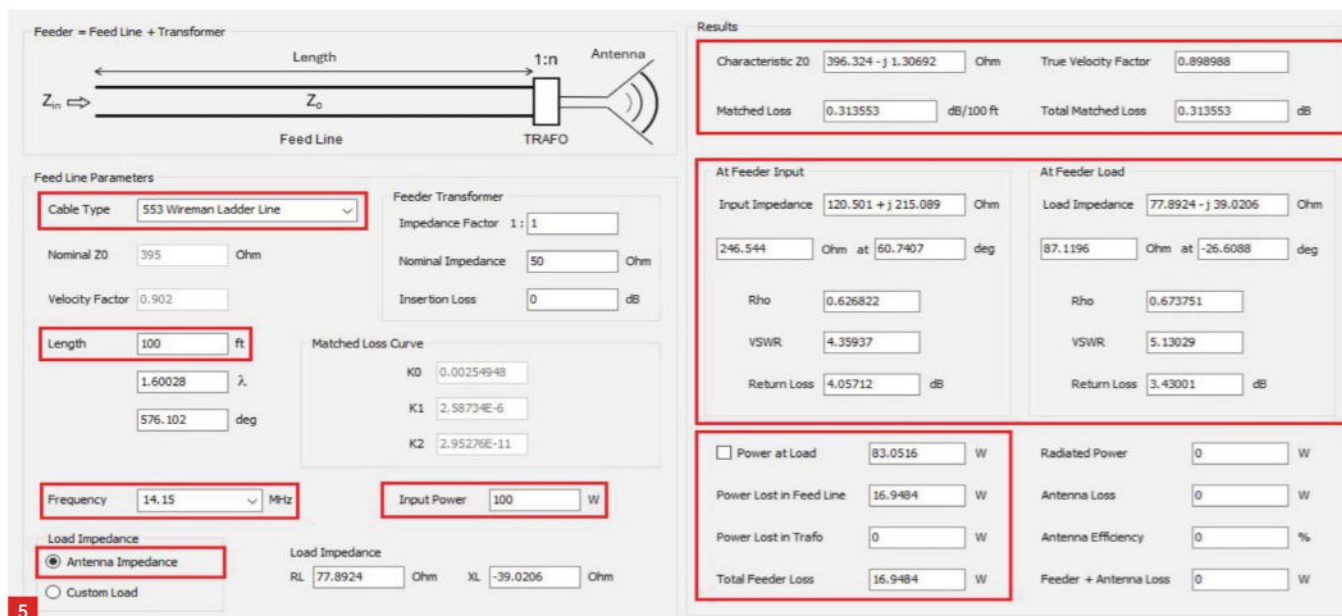 Feeder = Feed Line + Transformer
Length
1:n
Antenna
Zin
Z0
Feed Line
TRAFO
Feed Line Parameters
Cable Type 553 Wireman Ladder Line
Nominal Z0 395 Ohm
Velocity Factor 0.902
Length 100 ft
1.60028 λ
576.102 deg
Feeder Transformer
Impedance Factor 1 : 1
Nominal Impedance 50 Ohm
Insertion Loss 0 dB
Matched Loss Curve
K0 0.00254948
K1 2.58734E-6
K2 2.95276E-11
Frequency 14.15 MHz
Input Power 100 W
Load Impedance
Antenna Impedance
Custom Load
Load Impedance
RL 77.8924 Ohm XL -39.0206 Ohm
5
Results
Characteristic Z0 396.324 - j 1.30692 Ohm True Velocity Factor 0.898988
Matched Loss 0.313553 dB/100 ft Total Matched Loss 0.313553 dB
At Feeder Input
Input Impedance 120.501 + j 215.089 Ohm
246.544 Ohm at 60.7407 deg
Rho 0.626822
VSWR 4.35937
Return Loss 4.05712 dB
At Feeder Load
Load Impedance 77.8924 - j 39.0206 Ohm
87.1196 Ohm at -26.6088 deg
Rho 0.673751
VSWR 5.13029
Return Loss 3.43001 dB
Power at Load 83.0516 W
Power Lost in Feed Line 16.9484 W
Power Lost in Trafo 0 W
Total Feeder Loss 16.9484 W
Radiated Power 0 W
Antenna Loss 0 W
Antenna Efficiency 0 %
Feeder + Antenna Loss 0 W